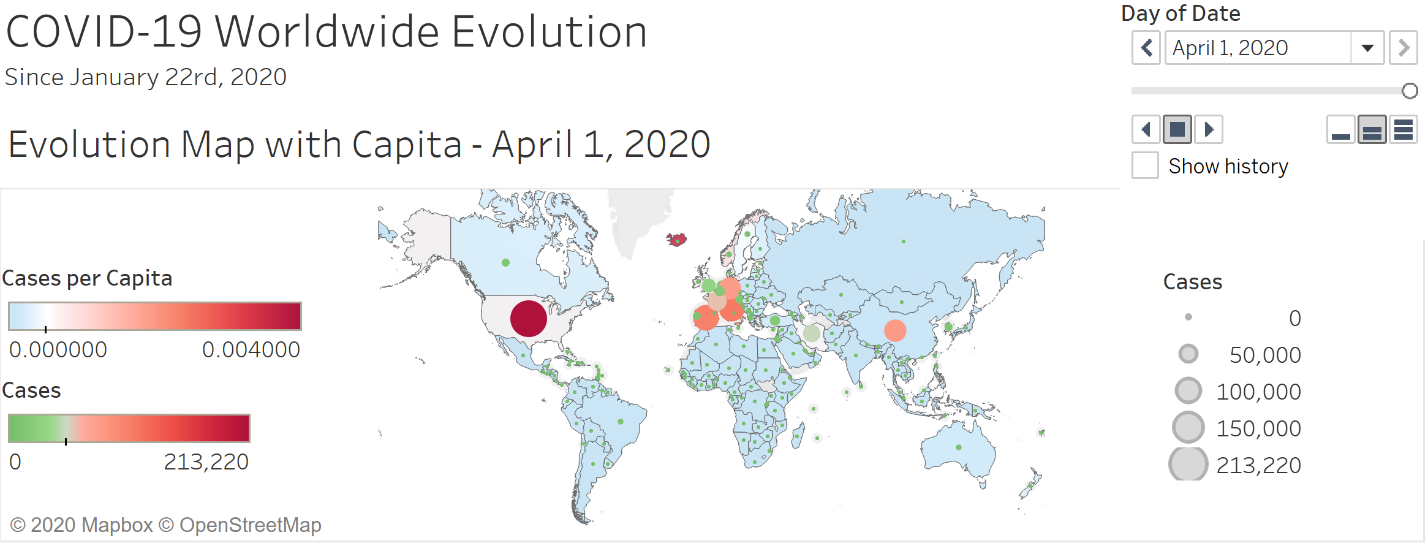 COVID-19 Worldwide Evolution
Since January 22rd, 2020
Evolution Map with Capita - April 1, 2020
Day of Date
April 1, 2020
Show history
Cases per Capita
0.000000 0.004000
Cases
0 213,220
Cases
0
50,000
100,000
150,000
213,220
© 2020 Mapbox © OpenStreetMap